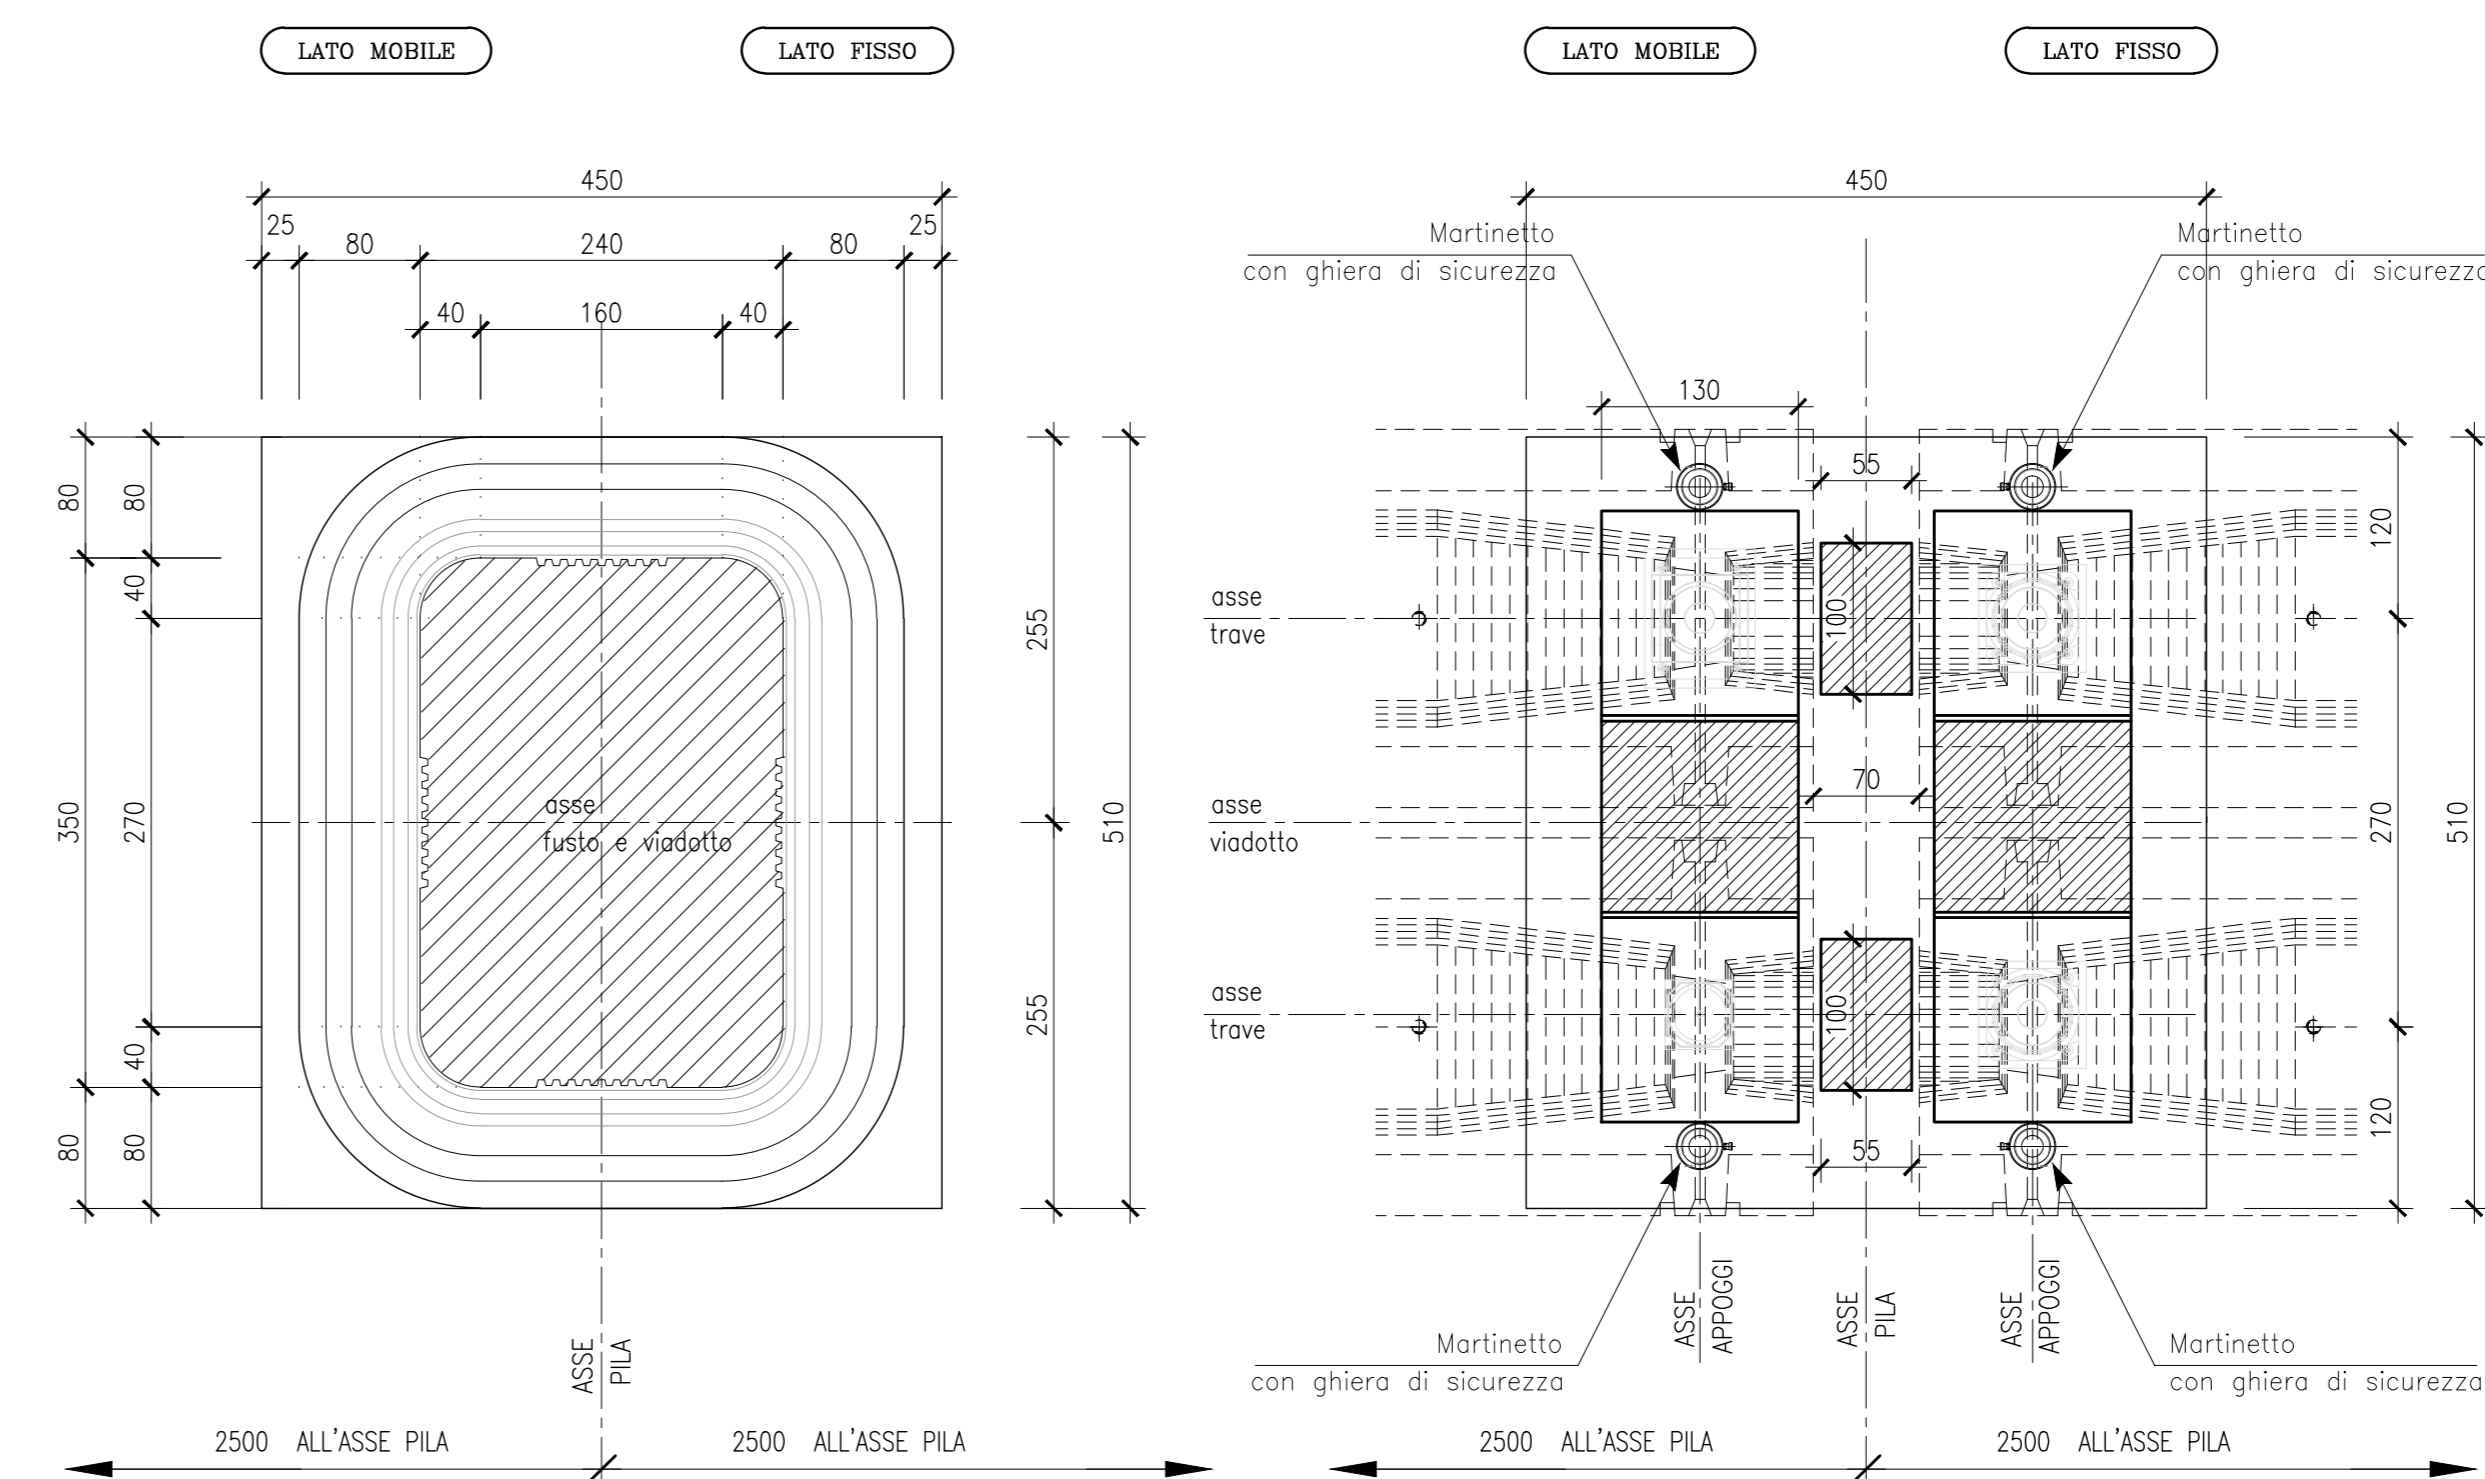 LATO MOBILE
LATO FISSO
450
25
80
240
80
25
40
160
40
80
80
40
350
270
40
80
80
255
255
510
asse
fusto e viadotto
ASSE
PILA
2500 ALL'ASSE PILA
2500 ALL'ASSE PILA
LATO MOBILE
LATO FISSO
450
Martinetto
con ghiera di sicurezza
Martinetto
con ghiera di sicurezza
130
55
asse
trave
100
120
asse
viadotto
70
270
510
asse
trave
100
120
55
ASSE
APPOGGI
ASSE
PILA
ASSE
APPOGGI
Martinetto
con ghiera di sicurezza
Martinetto
con ghiera di sicurezza
2500 ALL'ASSE PILA
2500 ALL'ASSE PILA